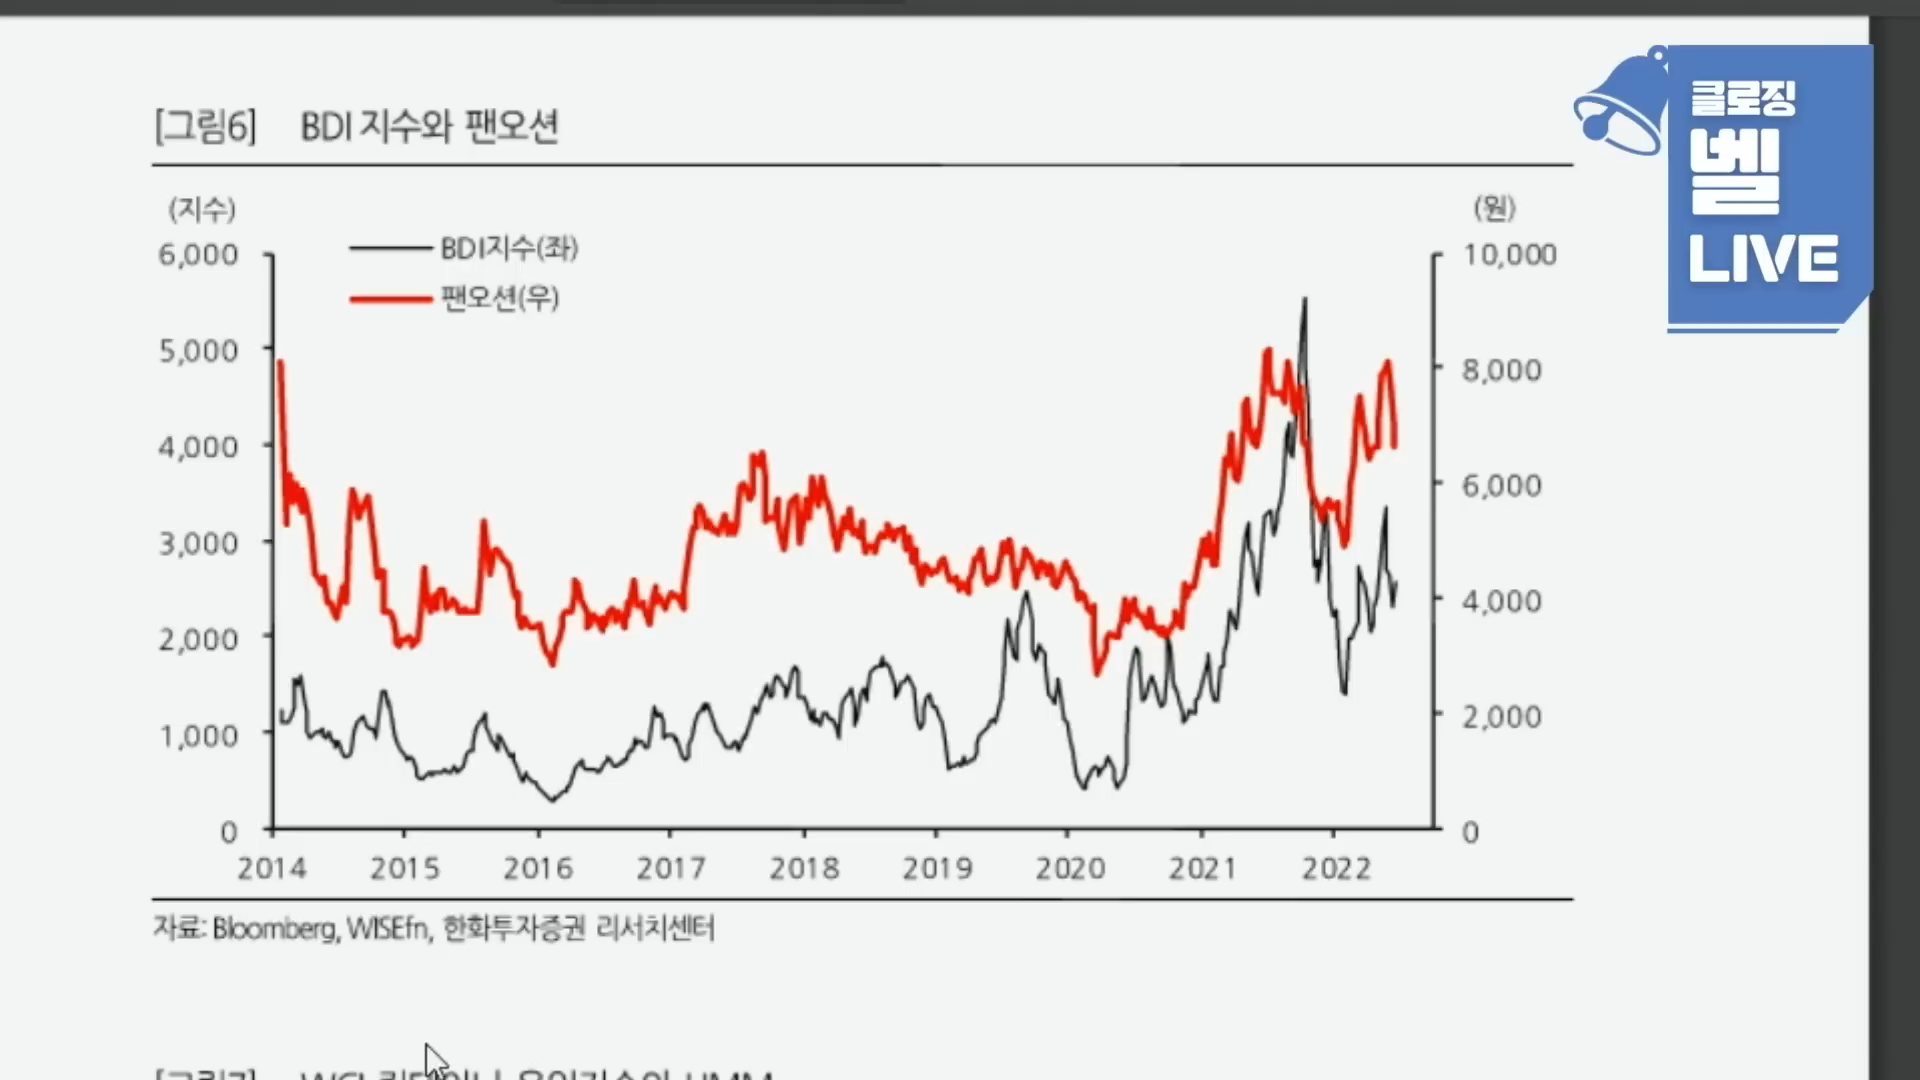 [그림6] BDI 지수와 팬오션
클로징
벨
LIVE
(지수)
(원)
BDI지수(좌)
팬오션(우)
6,000
5,000
4,000
3,000
2,000
1,000
0
10,000
8,000
6,000
4,000
2,000
0
2014 2015 2016 2017 2018 2019 2020 2021 2022
자료: Bloomberg, WISEfn, 한화투자증권 리서치센터